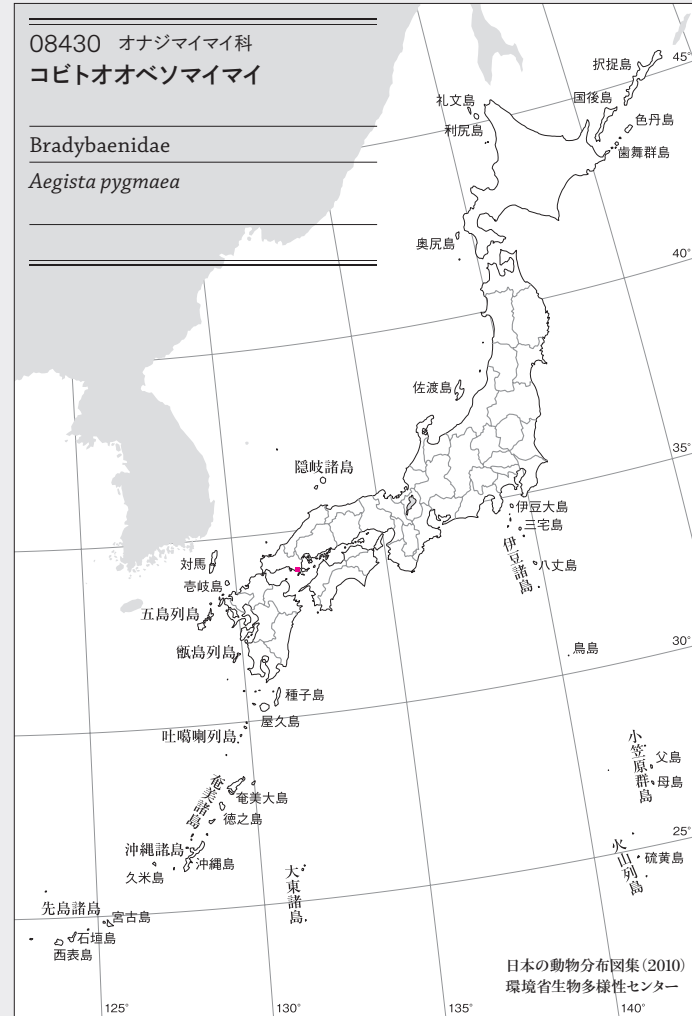 08430 オナジマイマイ科
コビトオオベソマイマイ
Bradybaenidae
Aegista pygmaea
択捉島
45°
国後島
礼文島
色丹島
利尻島
歯舞群島
奥尻島
40°
佐渡島
35°
隠岐諸島
伊豆大島
三宅島
伊豆諸島
八丈島
対馬
壱岐島
五島列島
甑島列島
鳥島
30°
種子島
屋久島
吐噶喇列島
小笠原群島
父島
母島
奄美諸島
奄美大島
徳之島
25°
沖縄諸島
沖縄島
久米島
火山列島
硫黄島
大東諸島
先島諸島
宮古島
石垣島
西表島
日本の動物分布図集(2010)
環境省生物多様性センター
125°
130°
135°
140°